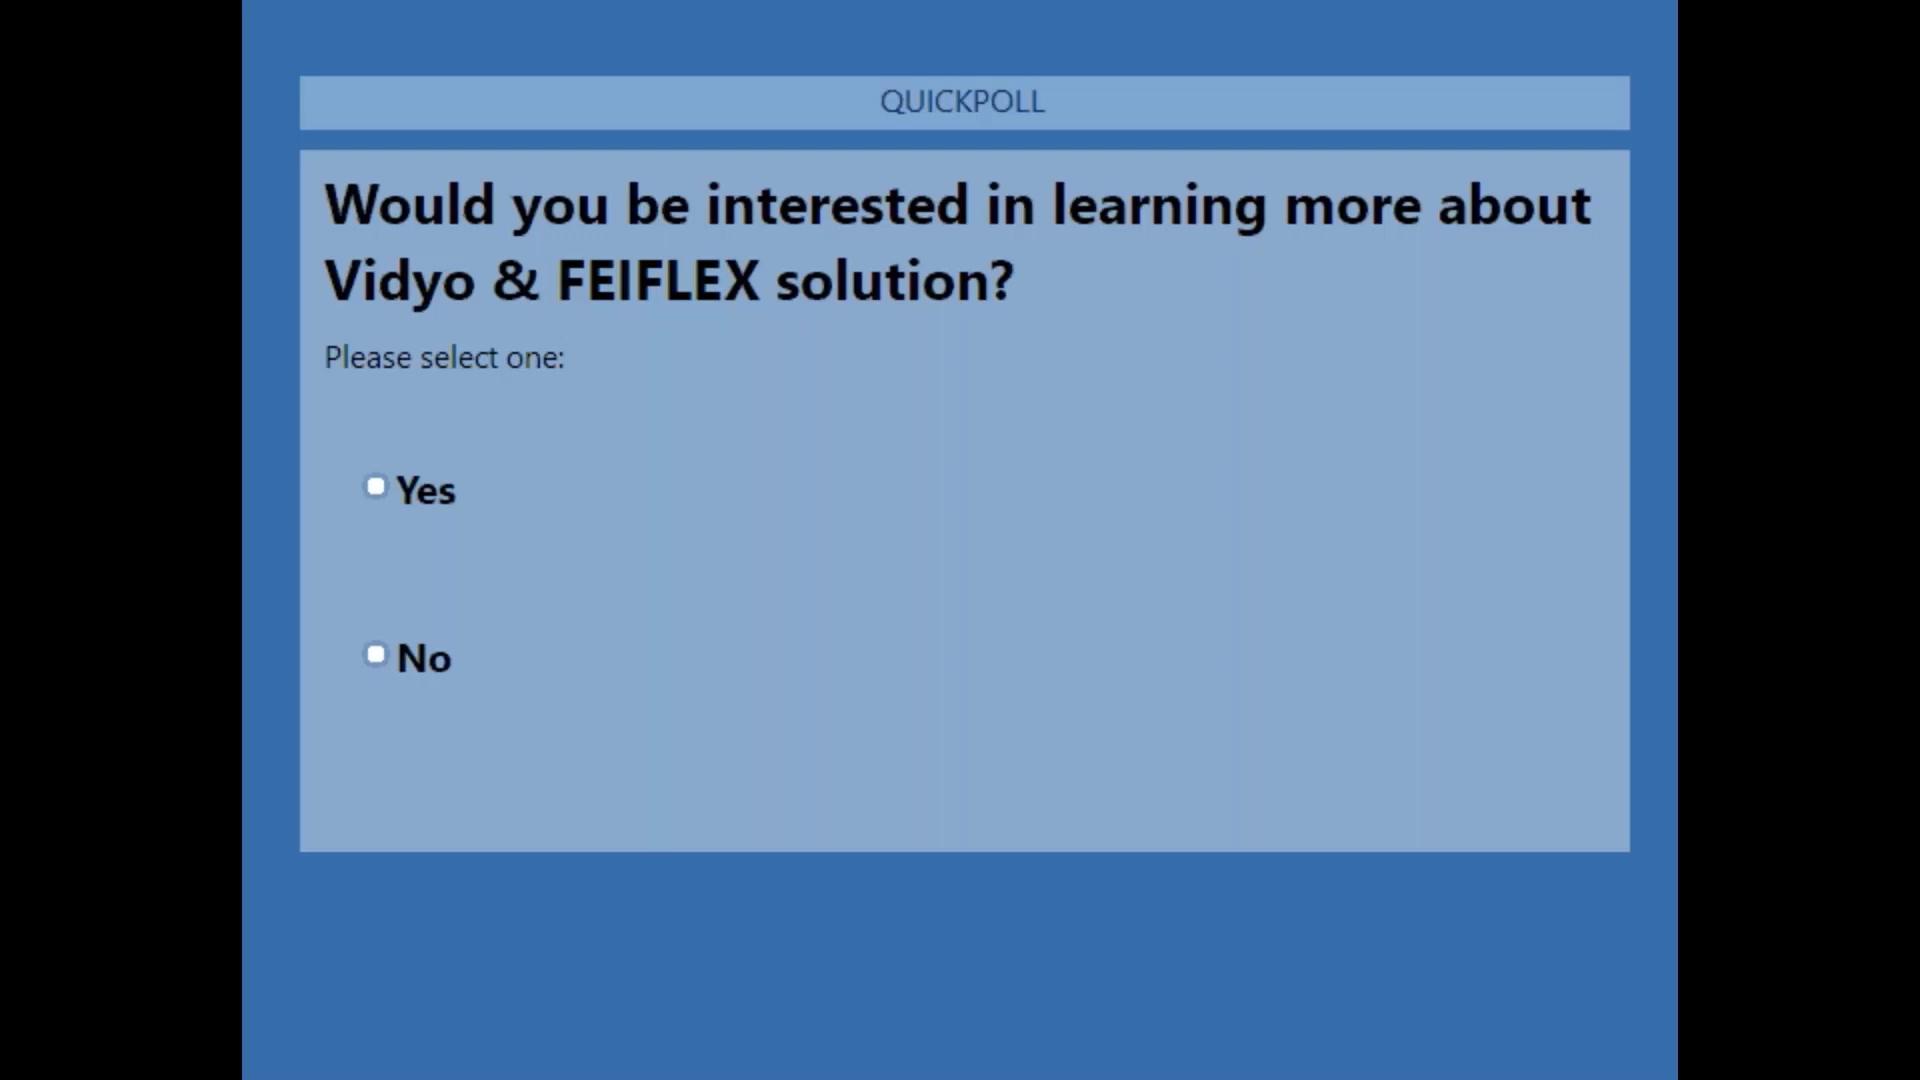 QUICKPOLL
Would you be interested in learning more about
Vidyo & FEIFLEX solution?
Please select one:
Yes
No